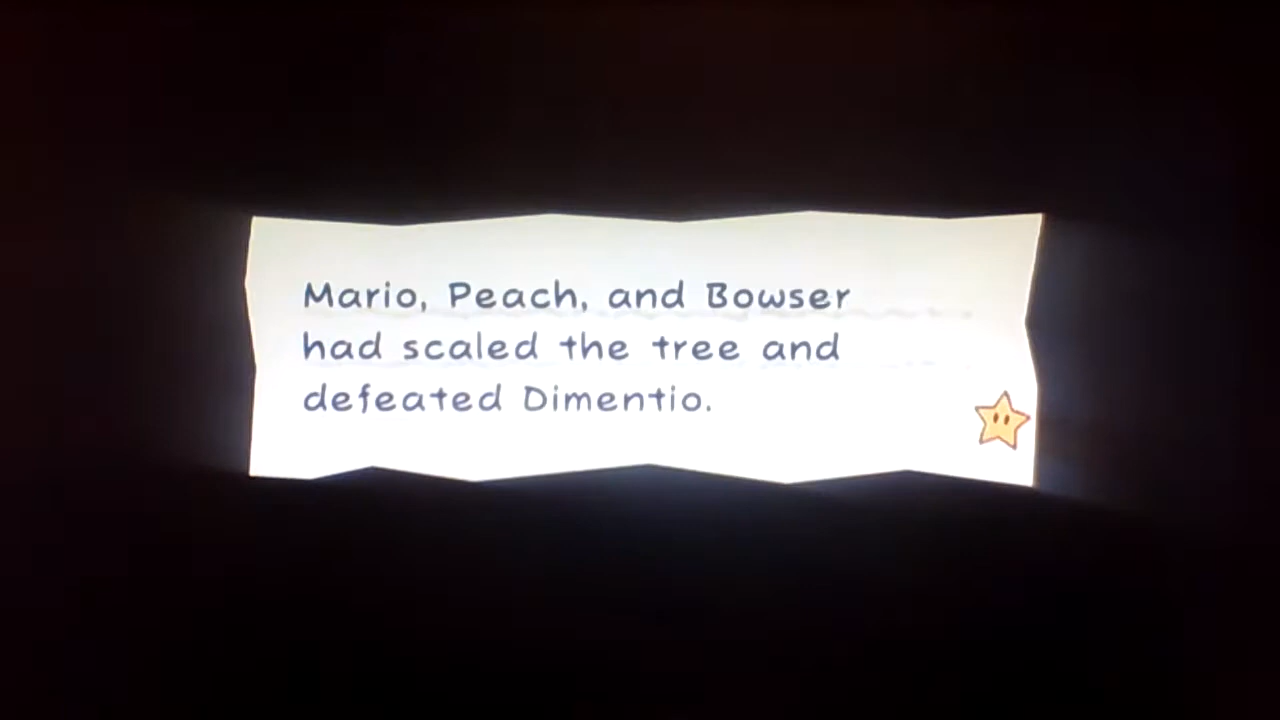 Mario, Peach, and Bowser
had scaled the tree and
defeated Dimentio.